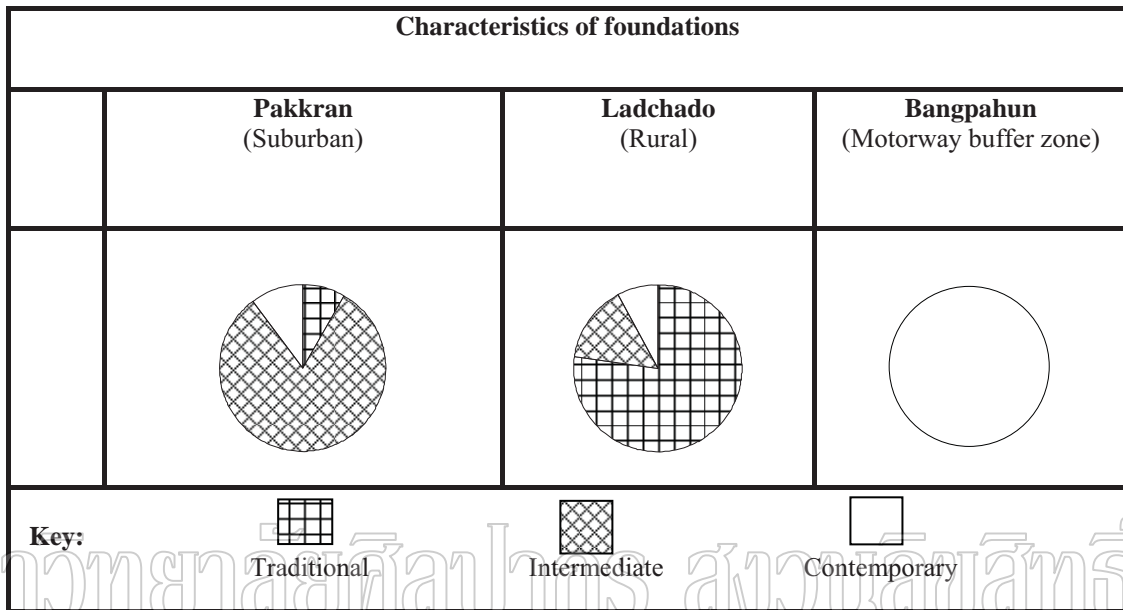 Characteristics of foundations
Pakkran
(Suburban)
Ladchado
(Rural)
Bangpahun
(Motorway buffer zone)
Key:
Traditional
Intermediate
Contemporary